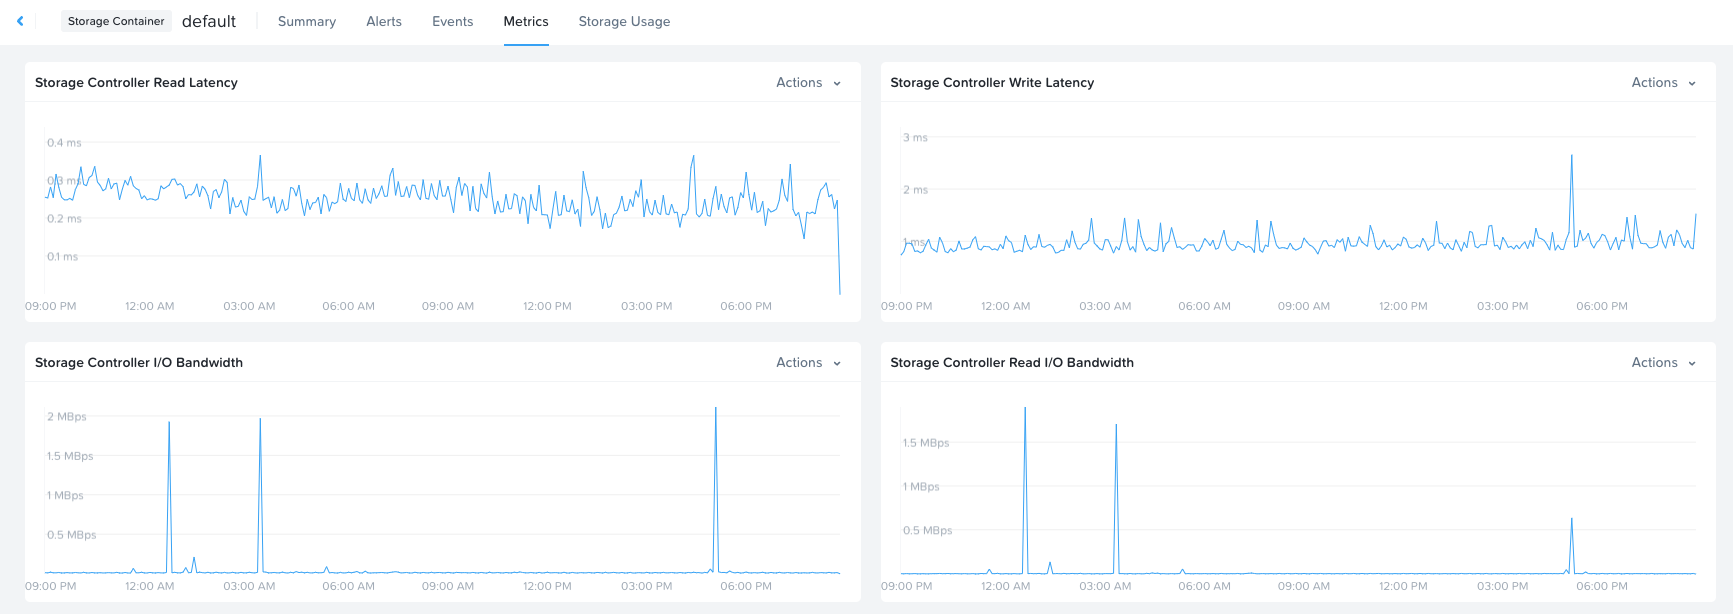 Storage Container default Summary Alerts Events Metrics Storage Usage
Storage Controller Read Latency Actions
0.4 ms
0.3 ms
0.2 ms
0.1 ms
09:00 PM 12:00 AM 03:00 AM 06:00 AM 09:00 AM 12:00 PM 03:00 PM 06:00 PM
Storage Controller Write Latency Actions
3 ms
2 ms
1 ms
09:00 PM 12:00 AM 03:00 AM 06:00 AM 09:00 AM 12:00 PM 03:00 PM 06:00 PM
Storage Controller I/O Bandwidth Actions
2 MBps
1.5 MBps
1 MBps
0.5 MBps
09:00 PM 12:00 AM 03:00 AM 06:00 AM 09:00 AM 12:00 PM 03:00 PM 06:00 PM
Storage Controller Read I/O Bandwidth Actions
1.5 MBps
1 MBps
0.5 MBps
09:00 PM 12:00 AM 03:00 AM 06:00 AM 09:00 AM 12:00 PM 03:00 PM 06:00 PM